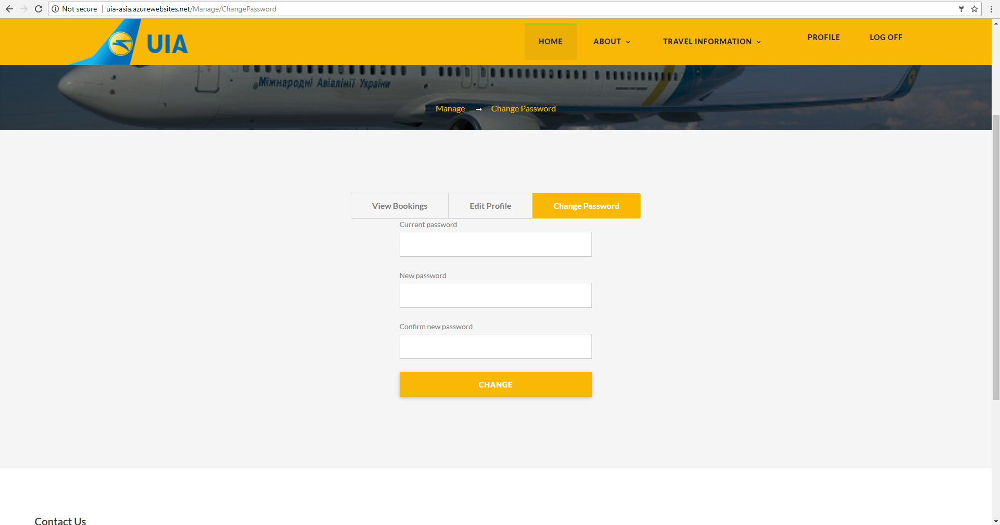 Not secure | uia-asia.azurewebsites.net/Manage/ChangePassword
UIA
HOME ABOUT TRAVEL INFORMATION PROFILE LOG OFF
Міжнародні Авіалінії України
Manage → Change Password
View Bookings Edit Profile Change Password
Current password
New password
Confirm new password
CHANGE
Contact Us